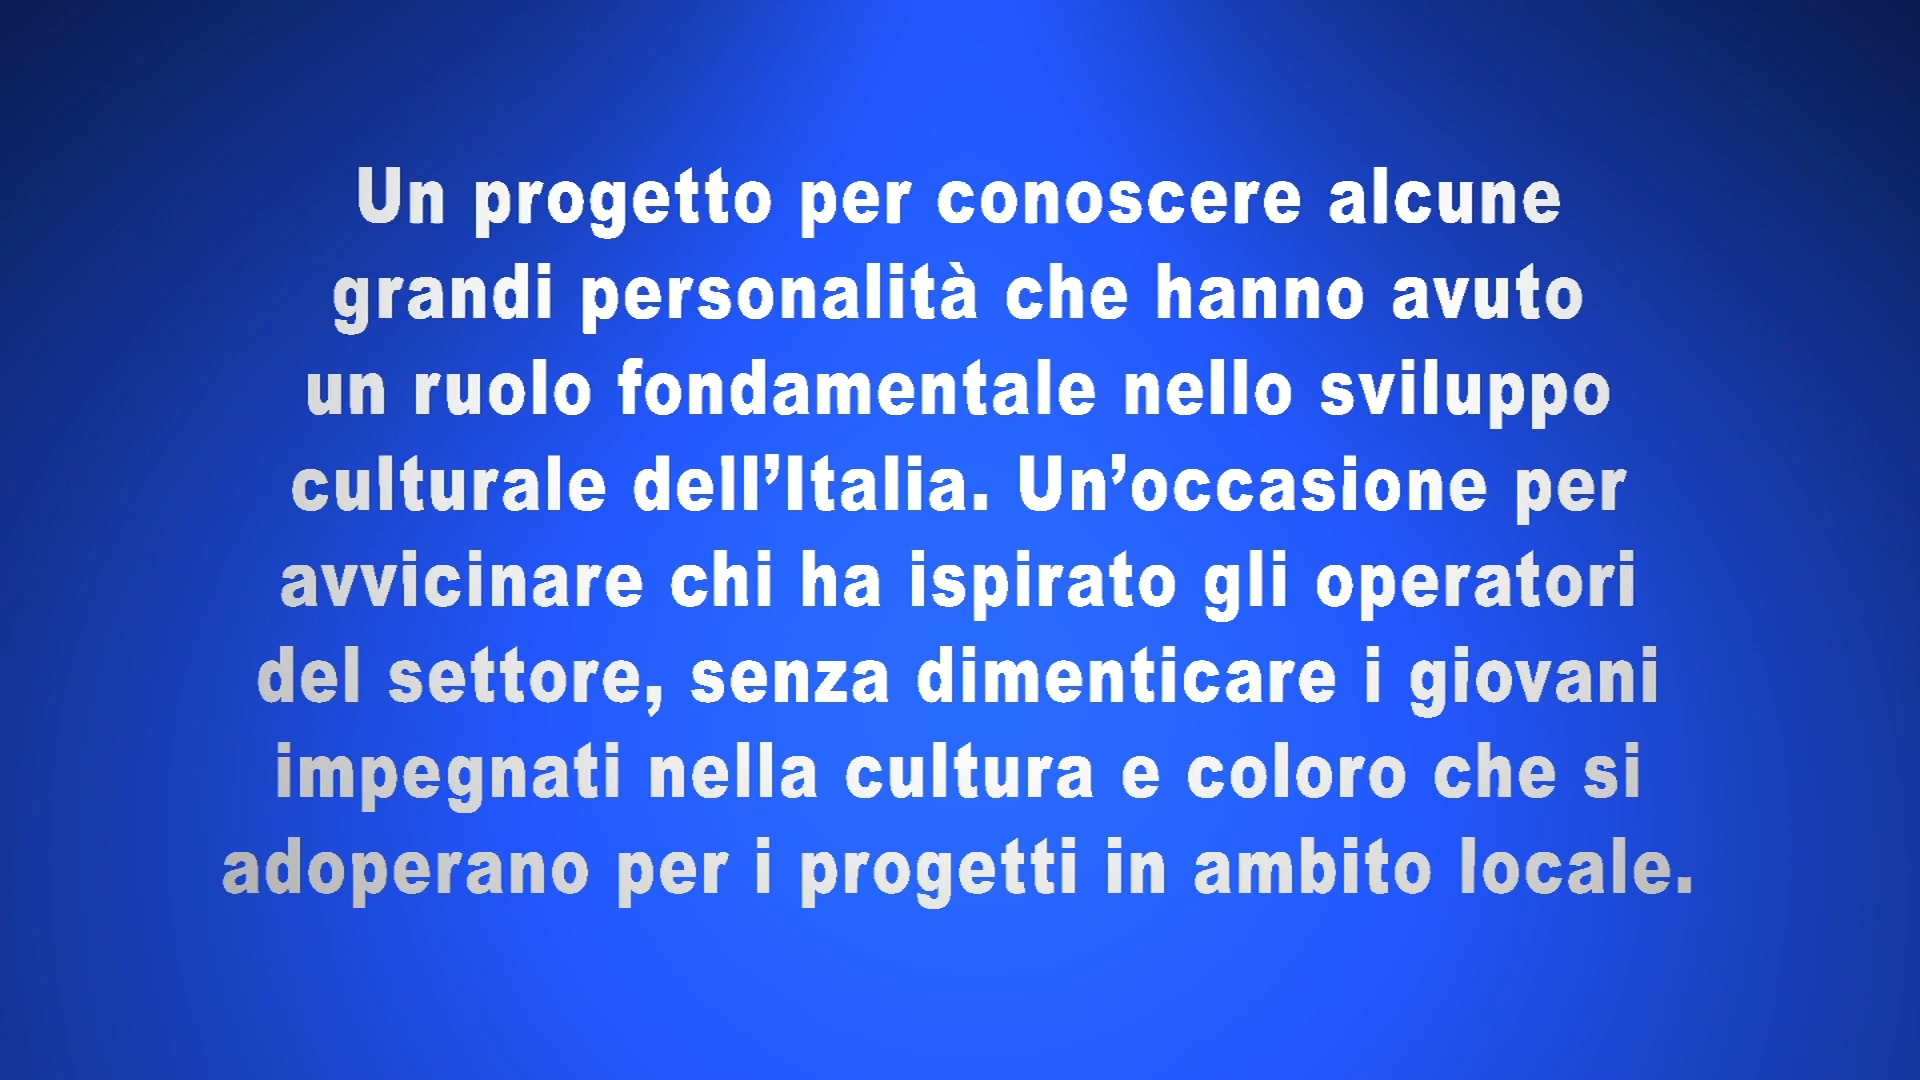 Un progetto per conoscere alcune
grandi personalità che hanno avuto
un ruolo fondamentale nello sviluppo
culturale dell’Italia. Un’occasione per
avvicinare chi ha ispirato gli operatori
del settore, senza dimenticare i giovani
impegnati nella cultura e coloro che si
adoperano per i progetti in ambito locale.